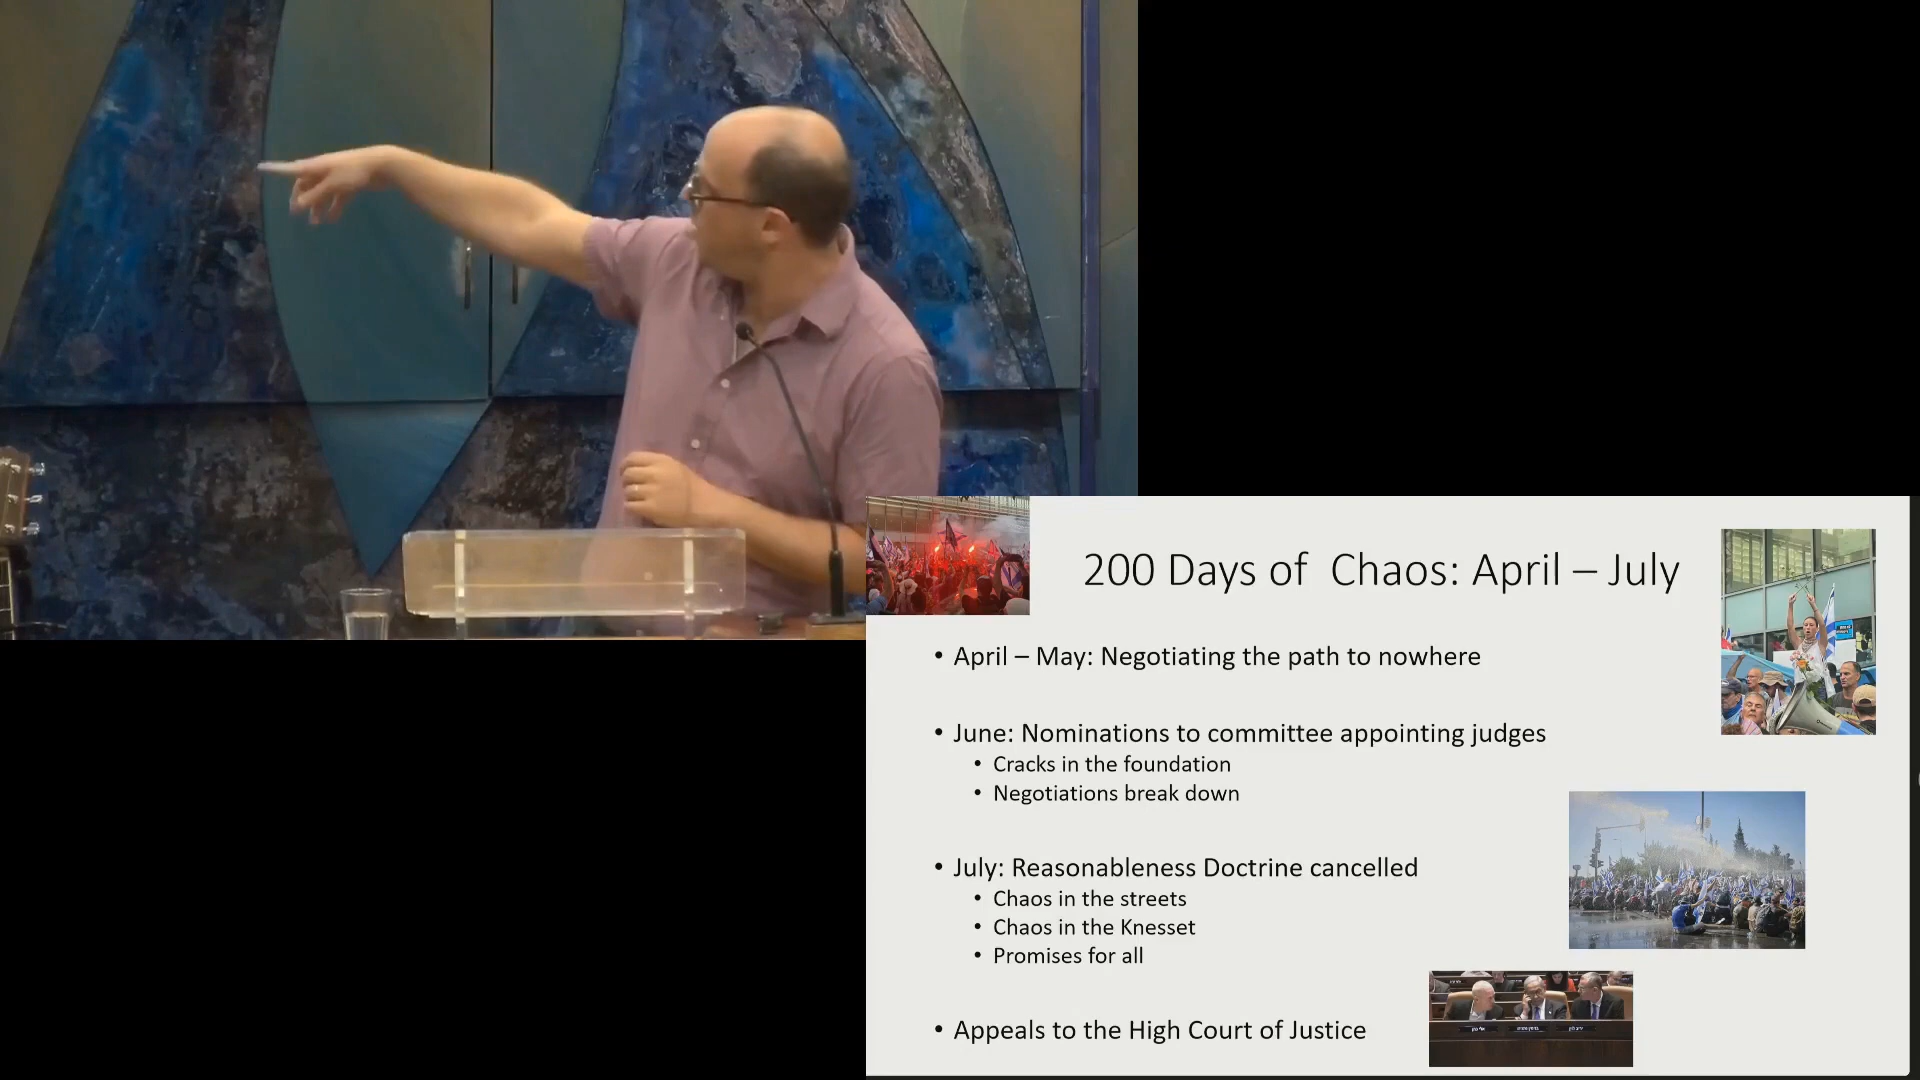 200 Days of Chaos: April – July
• April – May: Negotiating the path to nowhere
• June: Nominations to committee appointing judges
• Cracks in the foundation
• Negotiations break down
• July: Reasonableness Doctrine cancelled
• Chaos in the streets
• Chaos in the Knesset
• Promises for all
• Appeals to the High Court of Justice